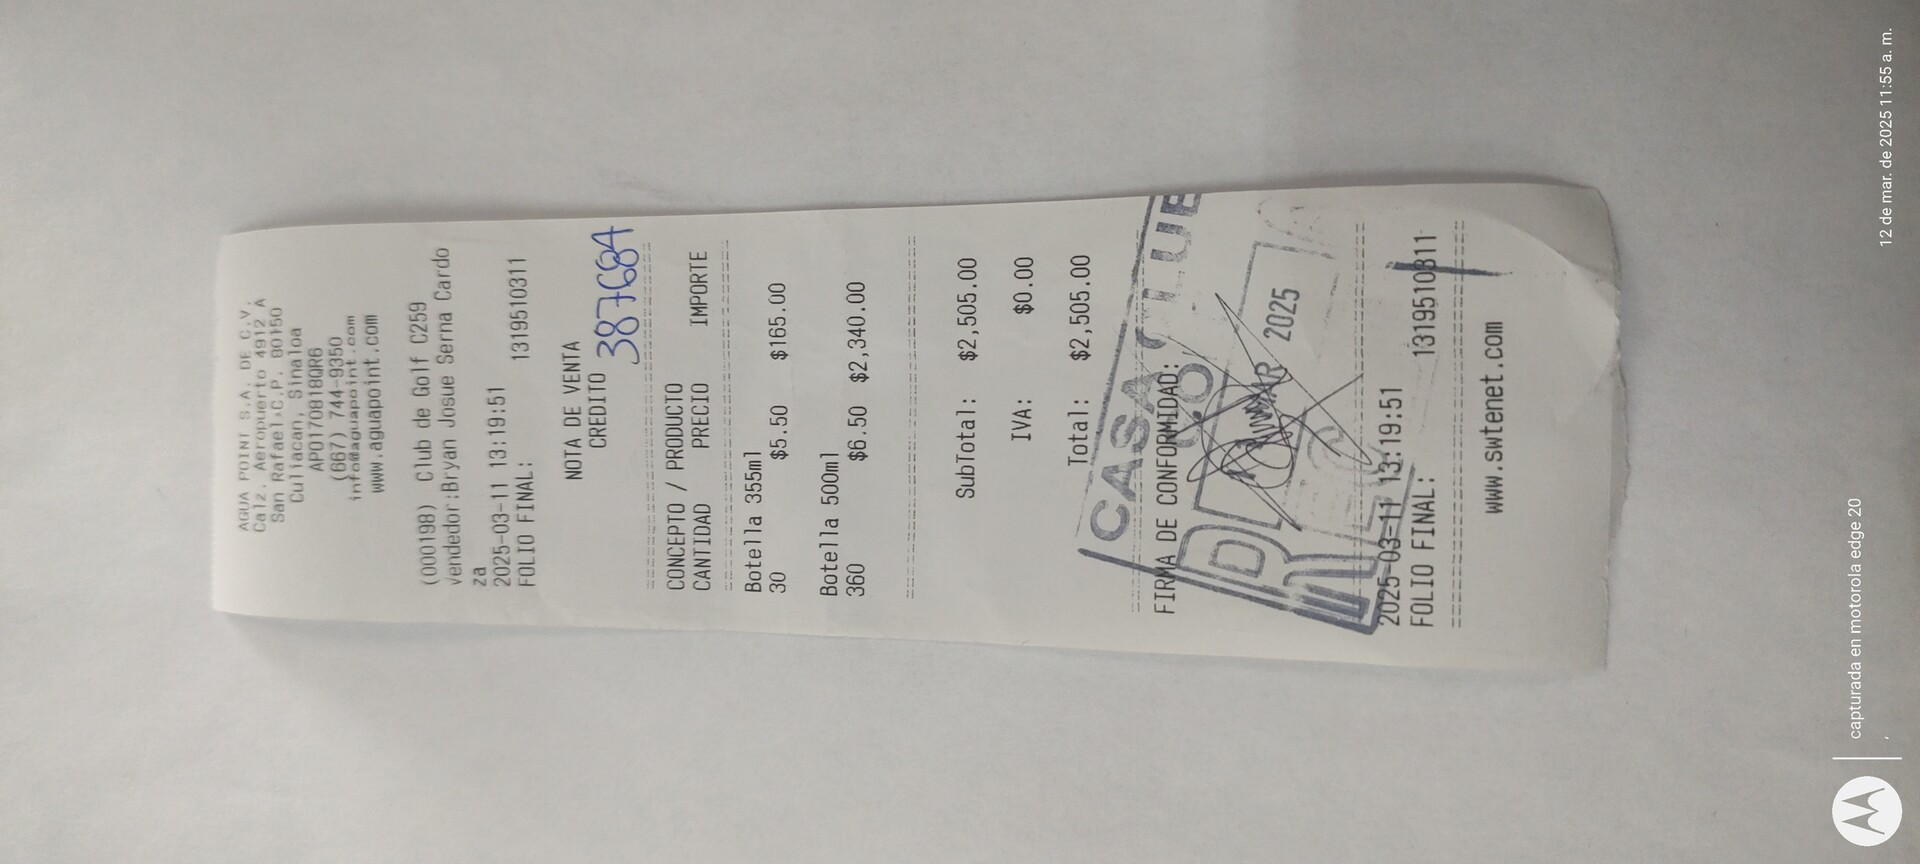 AGUA POINT S.A. DE C.V.
Calz. Aeropuerto 4912 A
San Rafael C.P. 80150
Culiacan, Sinaloa
APO170818QR6
(667) 744-9350
info@aguapoint.com
www.aguapoint.com
(000198) Club de Golf C259
Vendedor:Bryan Josue Serna Cardo
za
2025-03-11 13:19:51
FOLIO FINAL: 1319510311
NOTA DE VENTA
CREDITO
387684
CONCEPTO / PRODUCTO
CANTIDAD PRECIO IMPORTE
Botella 355ml
30 $5.50 $165.00
Botella 500ml
360 $6.50 $2,340.00
SubTotal: $2,505.00
IVA: $0.00
Total: $2,505.00
CASA CLUB
FIRMA DE CONFORMIDAD:
MAR 2025
2025-03-11 13:19:51
FOLIO FINAL: 1319510311
www.swtenet.com
capturada en motorola edge 20
12 de mar. de 2025 11:55 a. m.